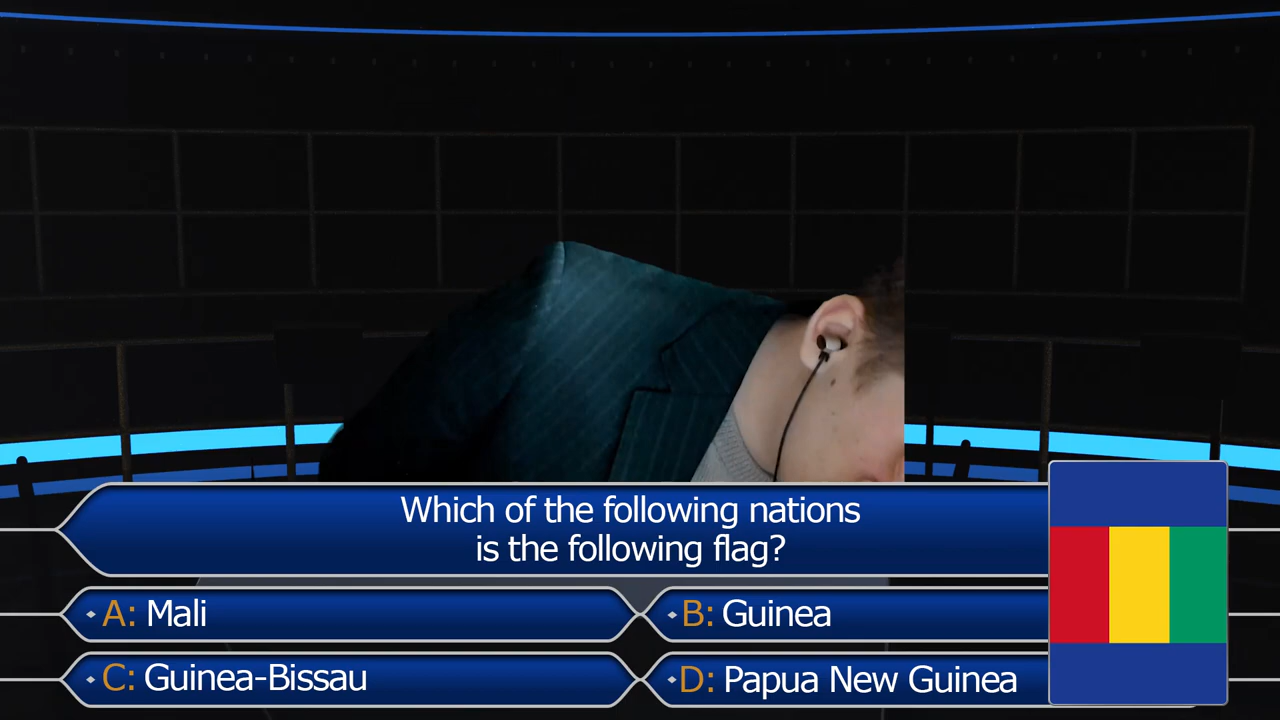 Which of the following nations
is the following flag?
A: Mali
B: Guinea
C: Guinea-Bissau
D: Papua New Guinea